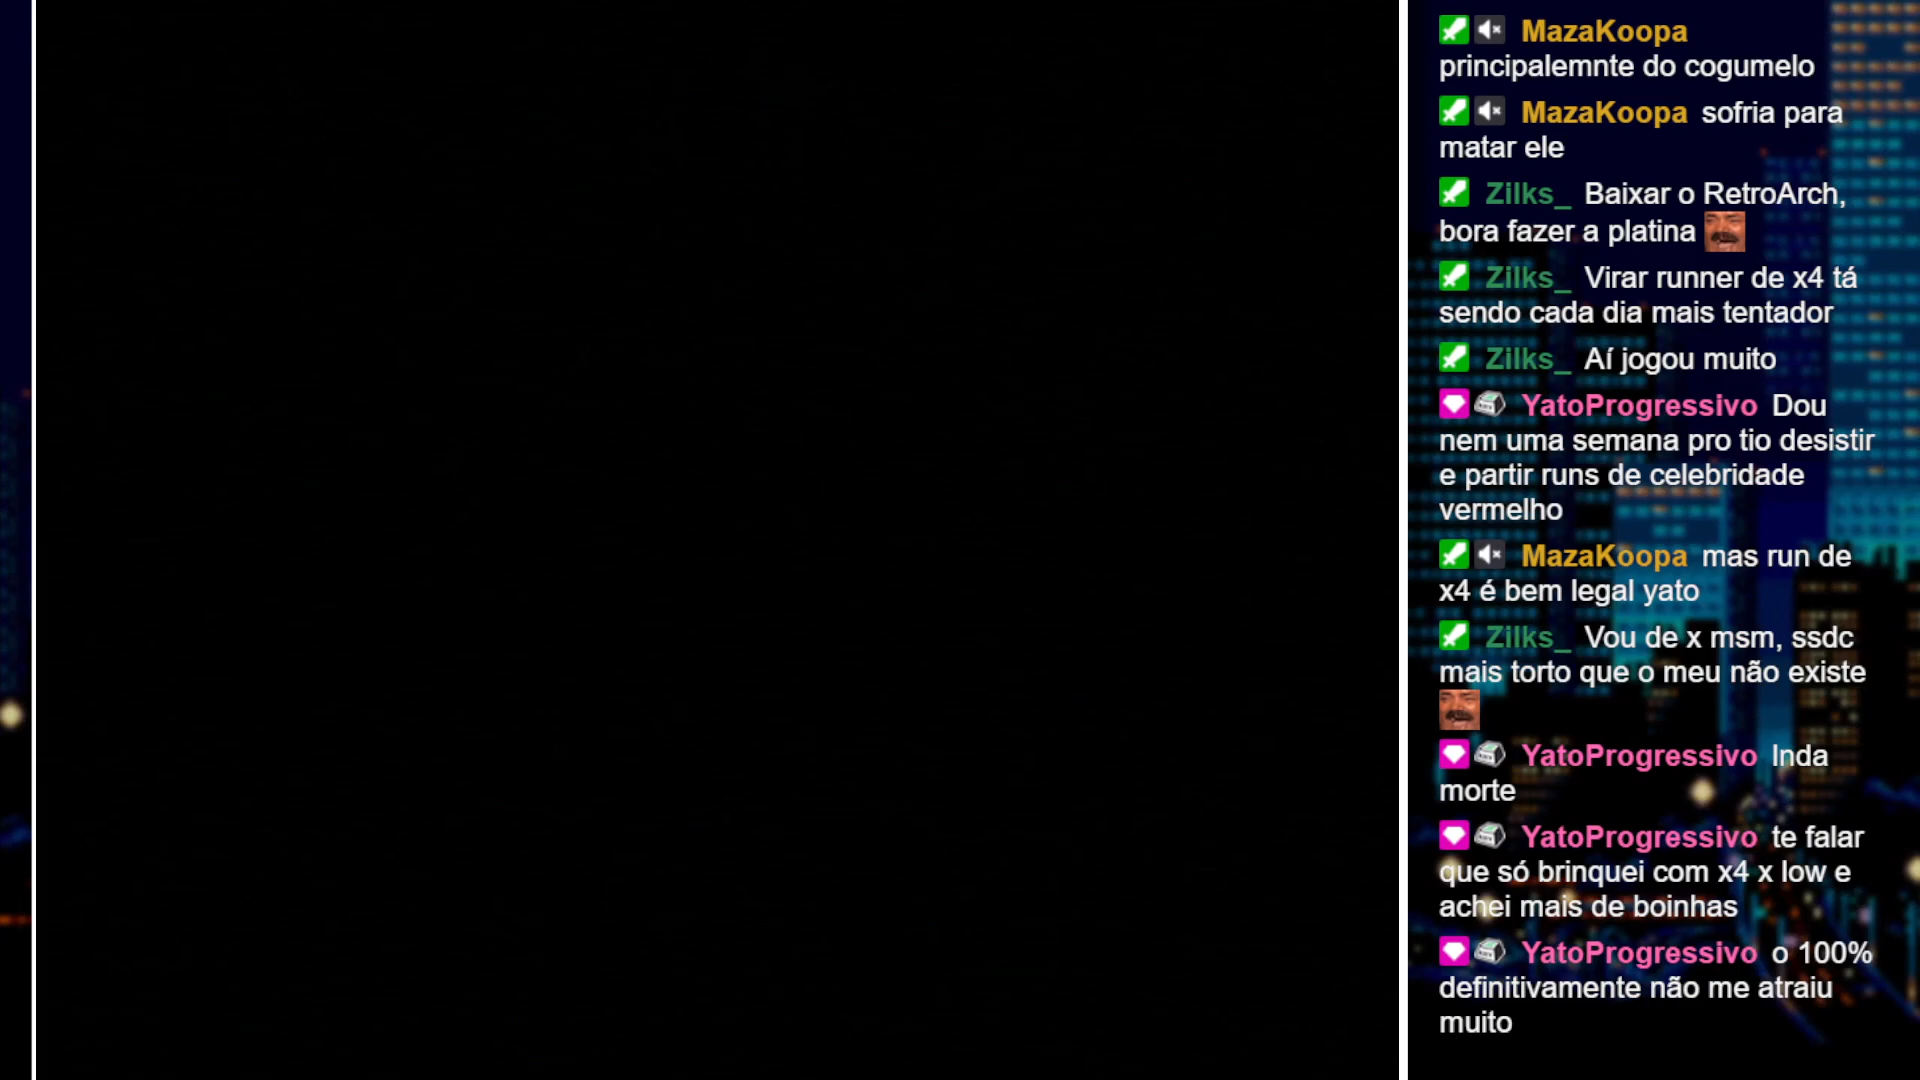 MazaKoopa
principalemnte do cogumelo
MazaKoopa sofria para
matar ele
Zilks_ Baixar o RetroArch,
bora fazer a platina
Zilks_ Virar runner de x4 tá
sendo cada dia mais tentador
Zilks_ Aí jogou muito
YatoProgressivo Dou
nem uma semana pro tio desistir
e partir runs de celebridade
vermelho
MazaKoopa mas run de
x4 é bem legal yato
Zilks_ Vou de x msm, ssdc
mais torto que o meu não existe
YatoProgressivo Inda
morte
YatoProgressivo te falar
que só brinquei com x4 x low e
achei mais de boinhas
YatoProgressivo o 100%
definitivamente não me atraiu
muito